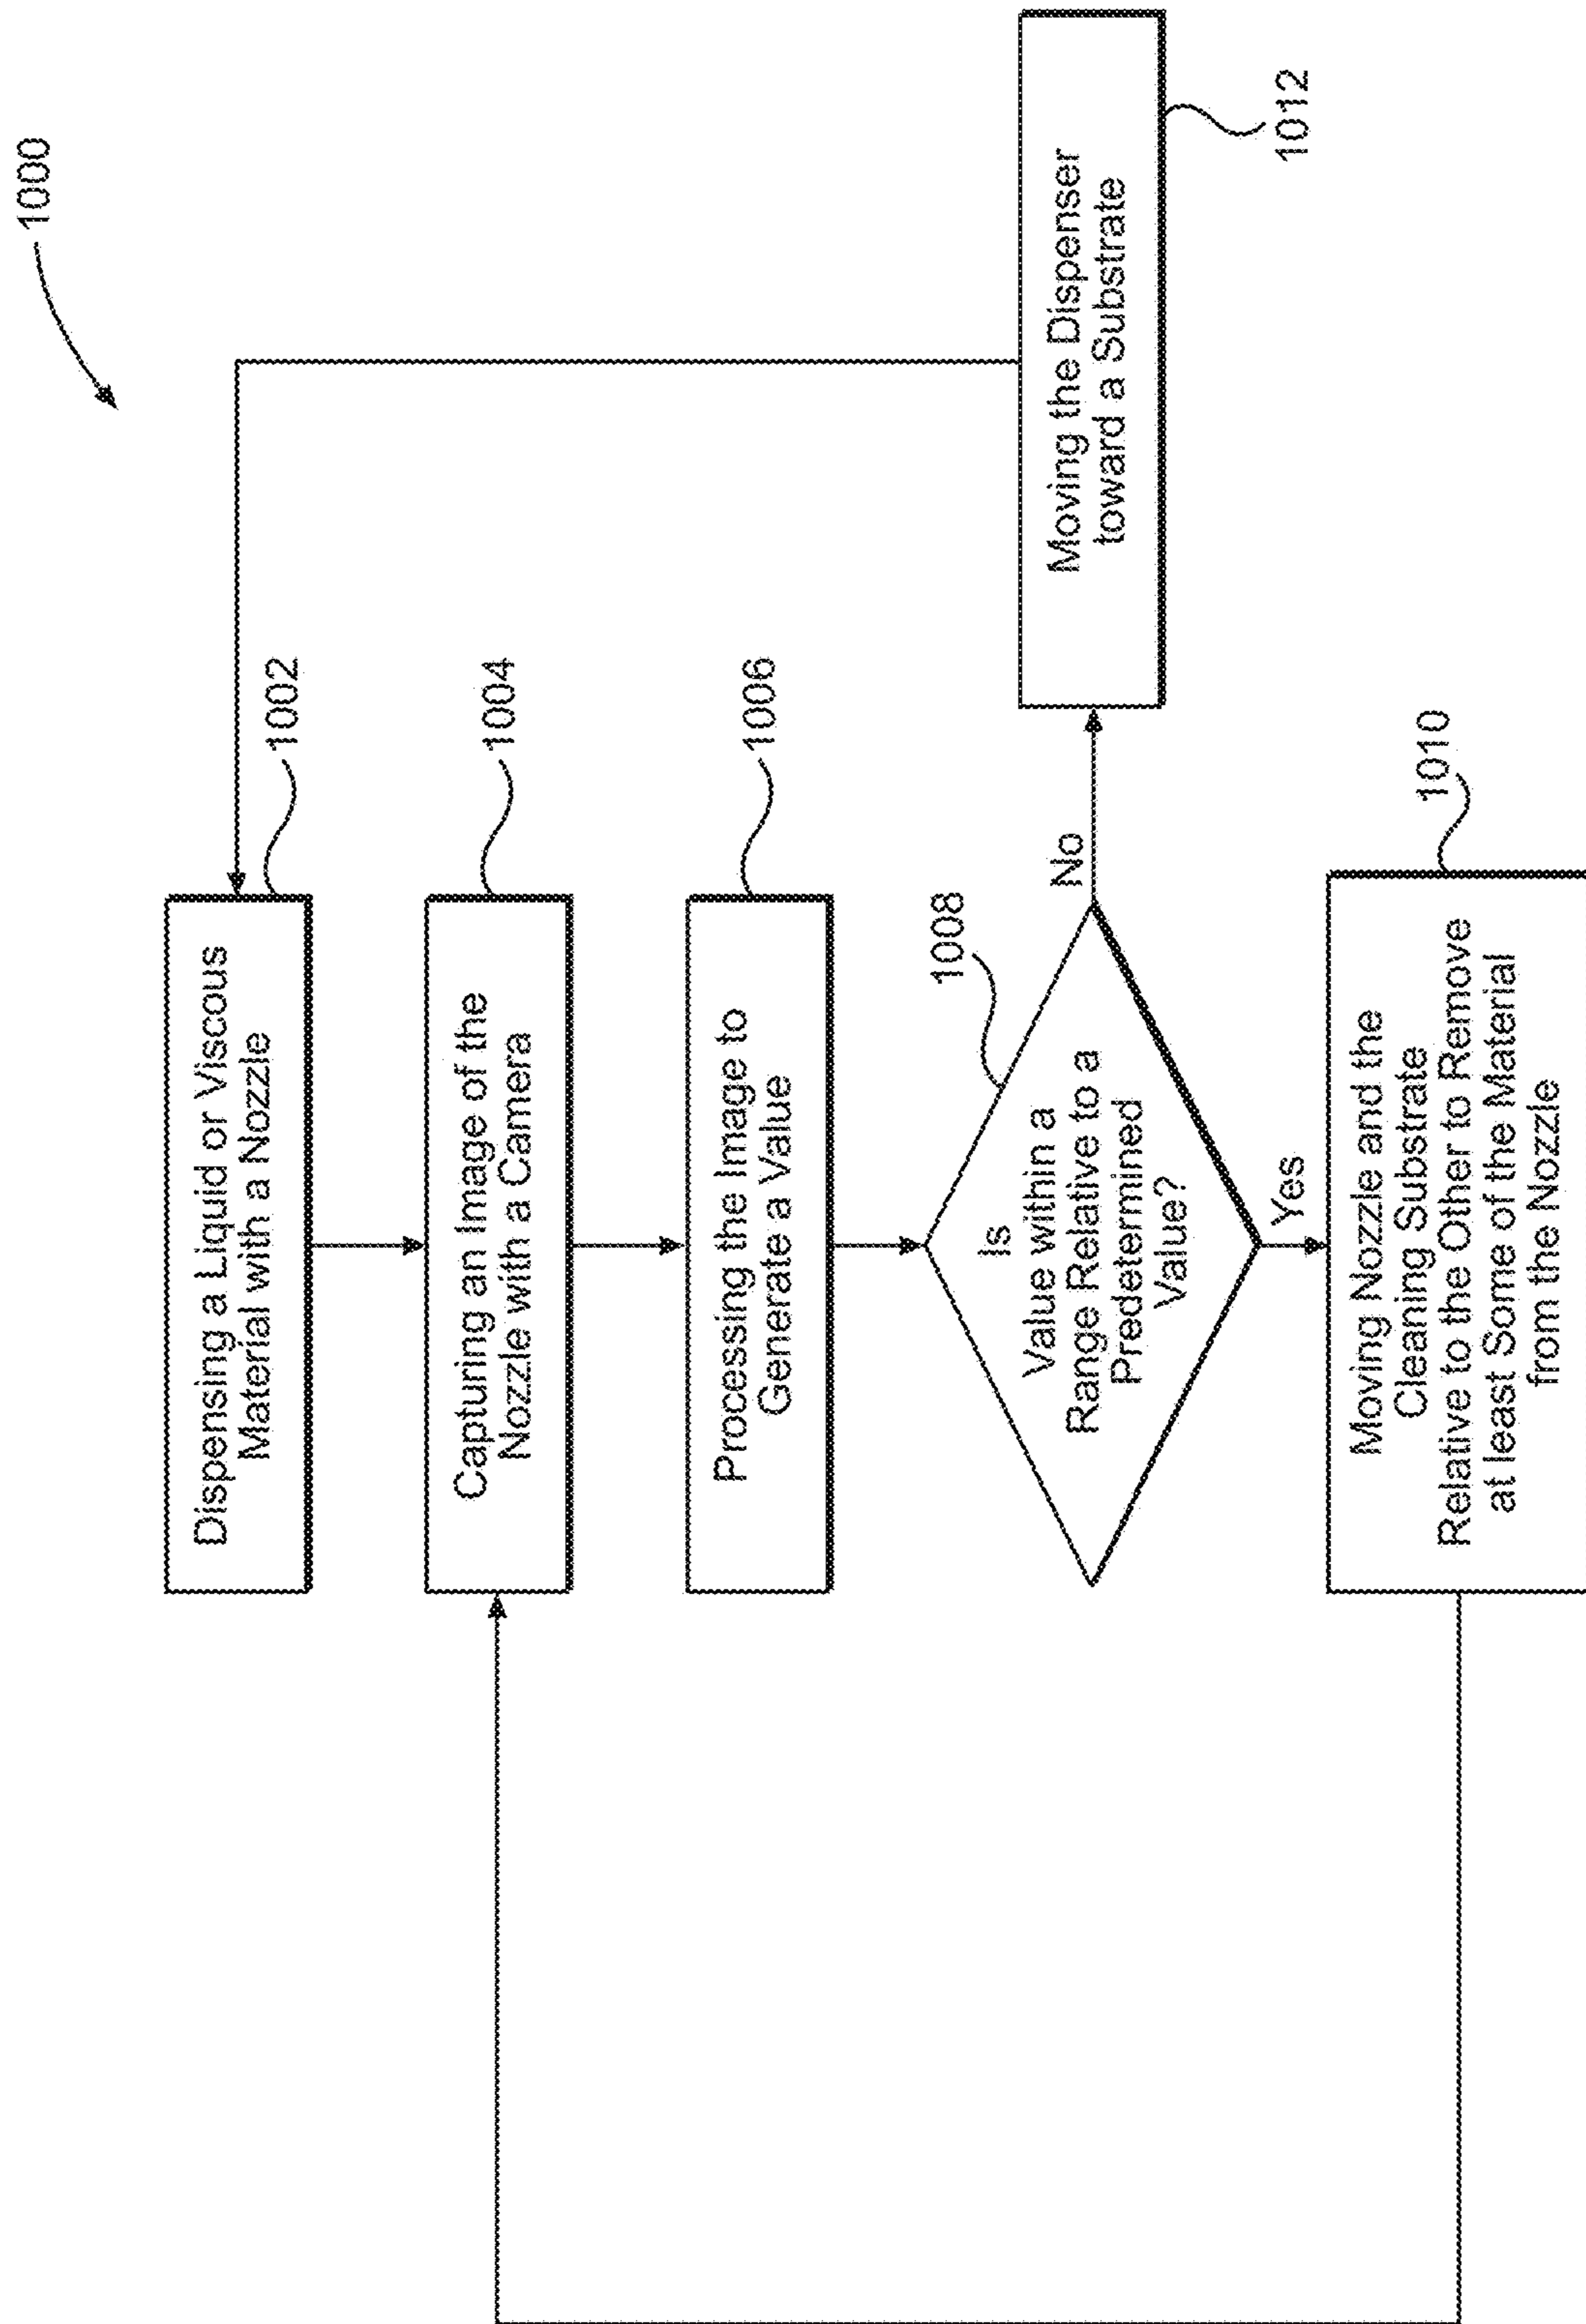 1000
Dispensing a Liquid or Viscous
Material with a Nozzle
1002
Capturing an Image of the
Nozzle with a Camera
1004
Processing the Image to
Generate a Value
1006
Is
Value within a
Range Relative to a
Predetermined
Value?
1008
No
Moving the Dispenser
toward a Substrate
1012
Yes
Moving Nozzle and the
Cleaning Substrate
Relative to the Other to Remove
at least Some of the Material
from the Nozzle
1010